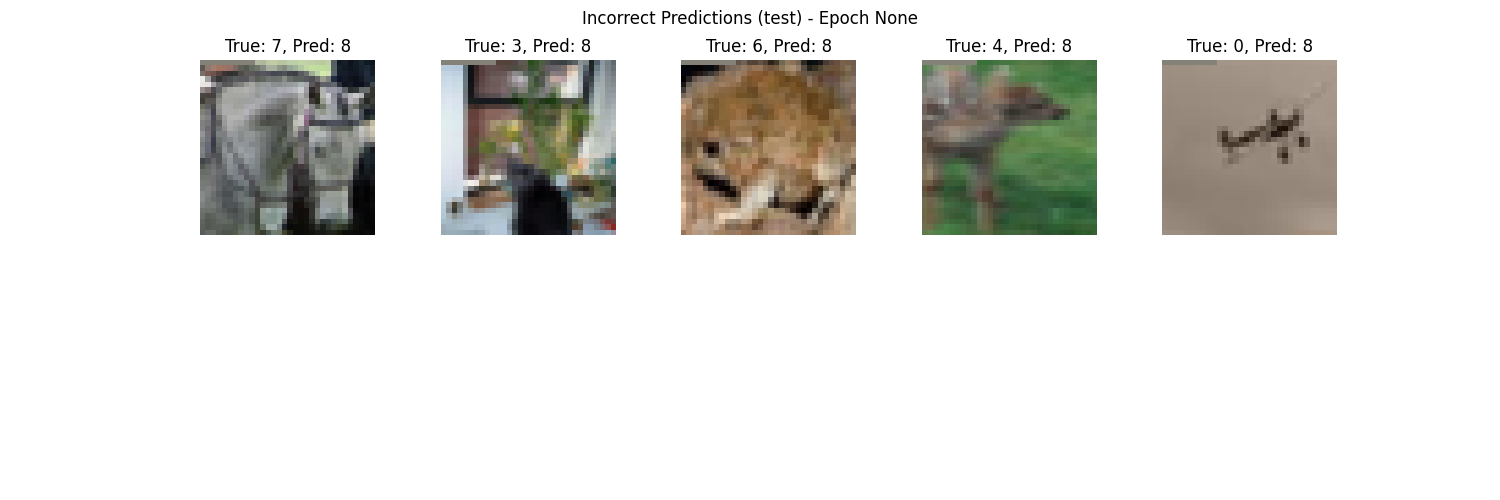 Incorrect Predictions (test) - Epoch None
True: 7, Pred: 8
True: 3, Pred: 8
True: 6, Pred: 8
True: 4, Pred: 8
True: 0, Pred: 8